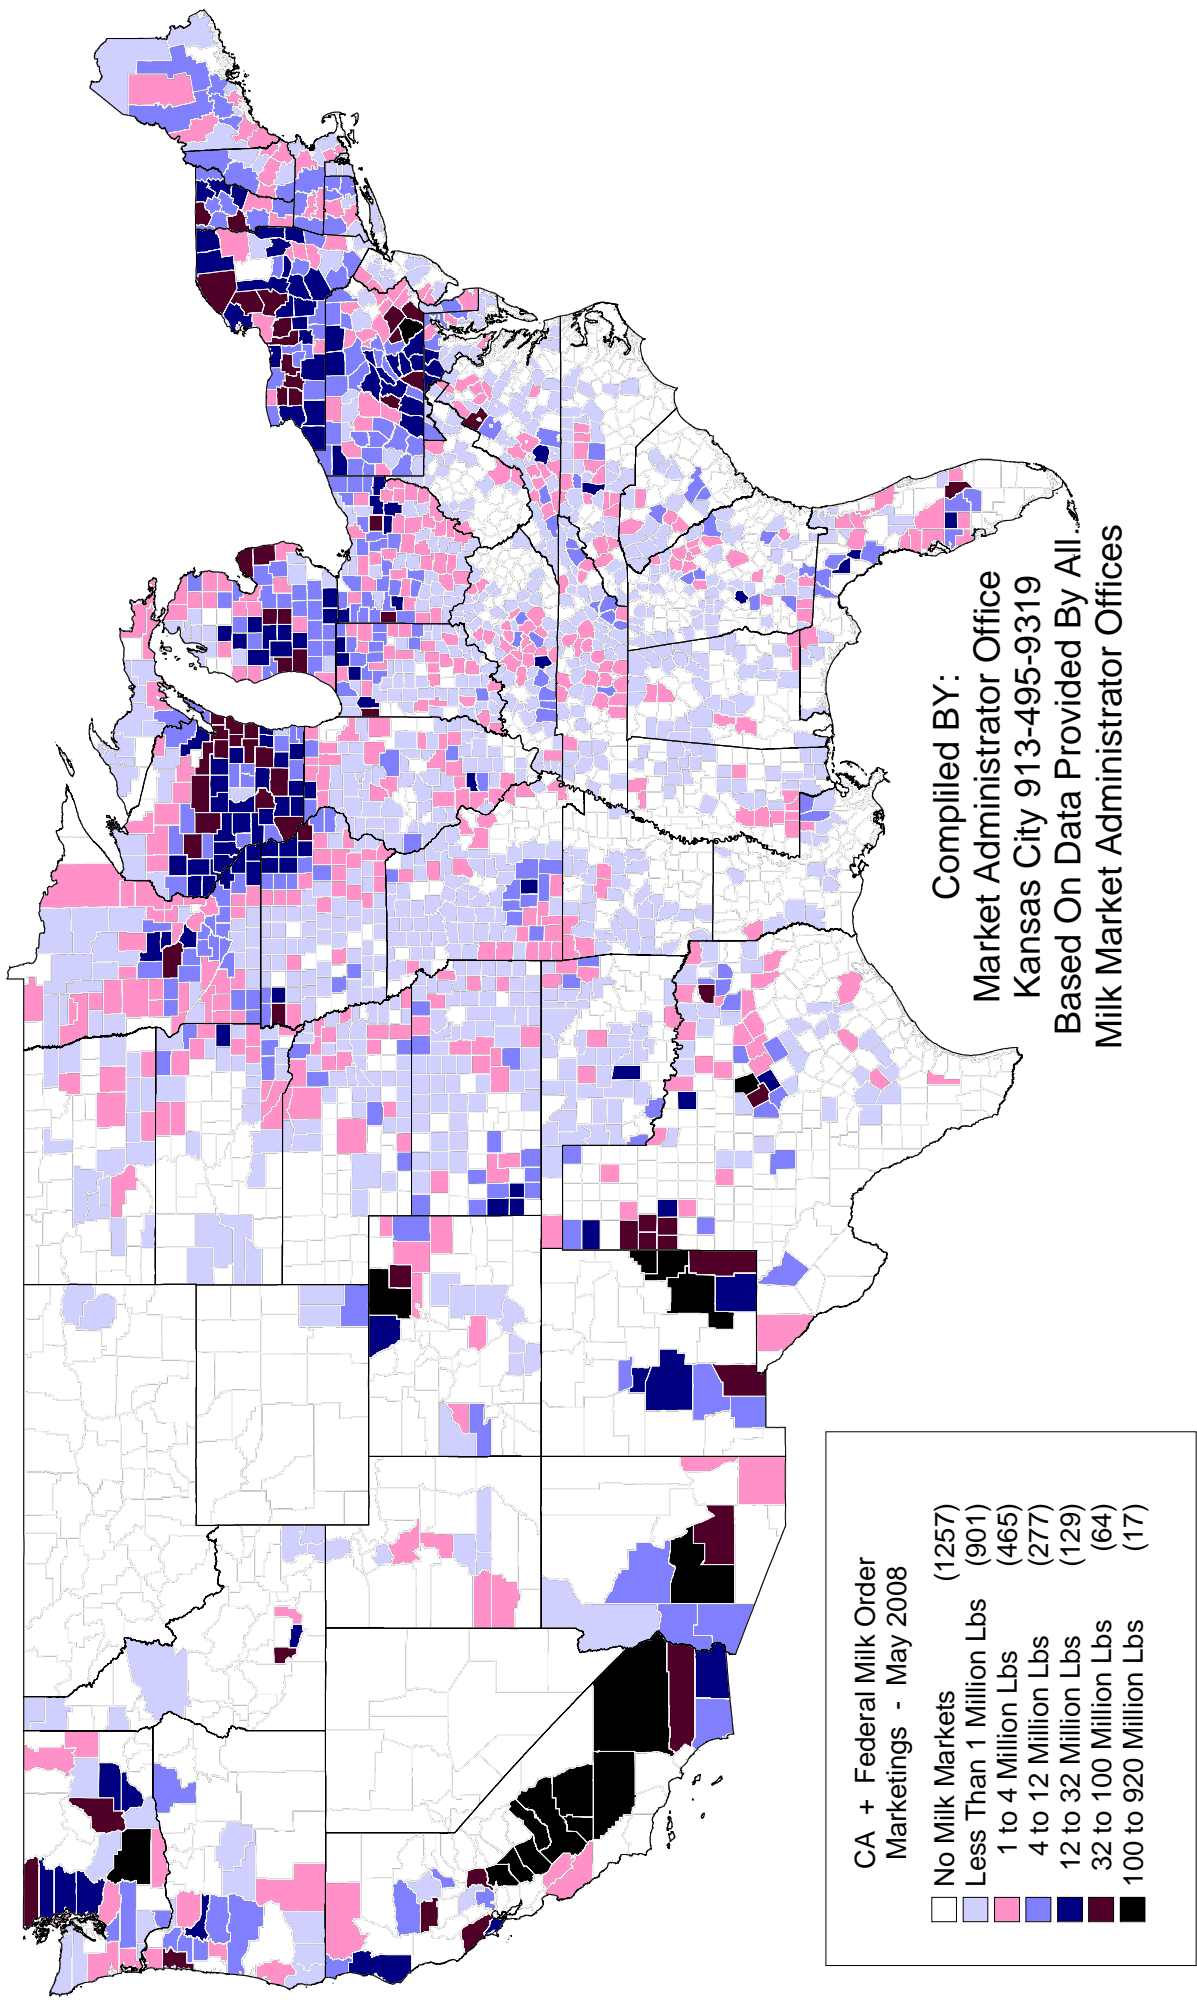 Compliled BY:
Market Administrator Office
Kansas City 913-495-9319
Based On Data Provided By All..
Milk Market Administrator Offices
CA + Federal Milk Order
Marketings - May 2008
No Milk Markets (1257)
Less Than 1 Million Lbs (901)
1 to 4 Million Lbs (465)
4 to 12 Million Lbs (277)
12 to 32 Million Lbs (129)
32 to 100 Million Lbs (64)
100 to 920 Million Lbs (17)